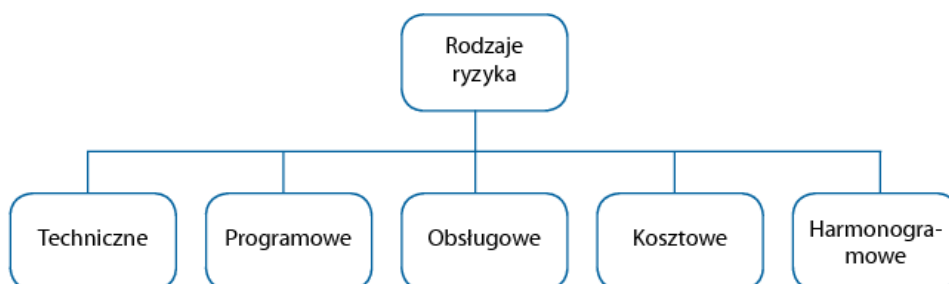 Rodzaje
ryzyka
Techniczne
Programowe
Obsługowe
Kosztowe
Harmonogra-
mowe